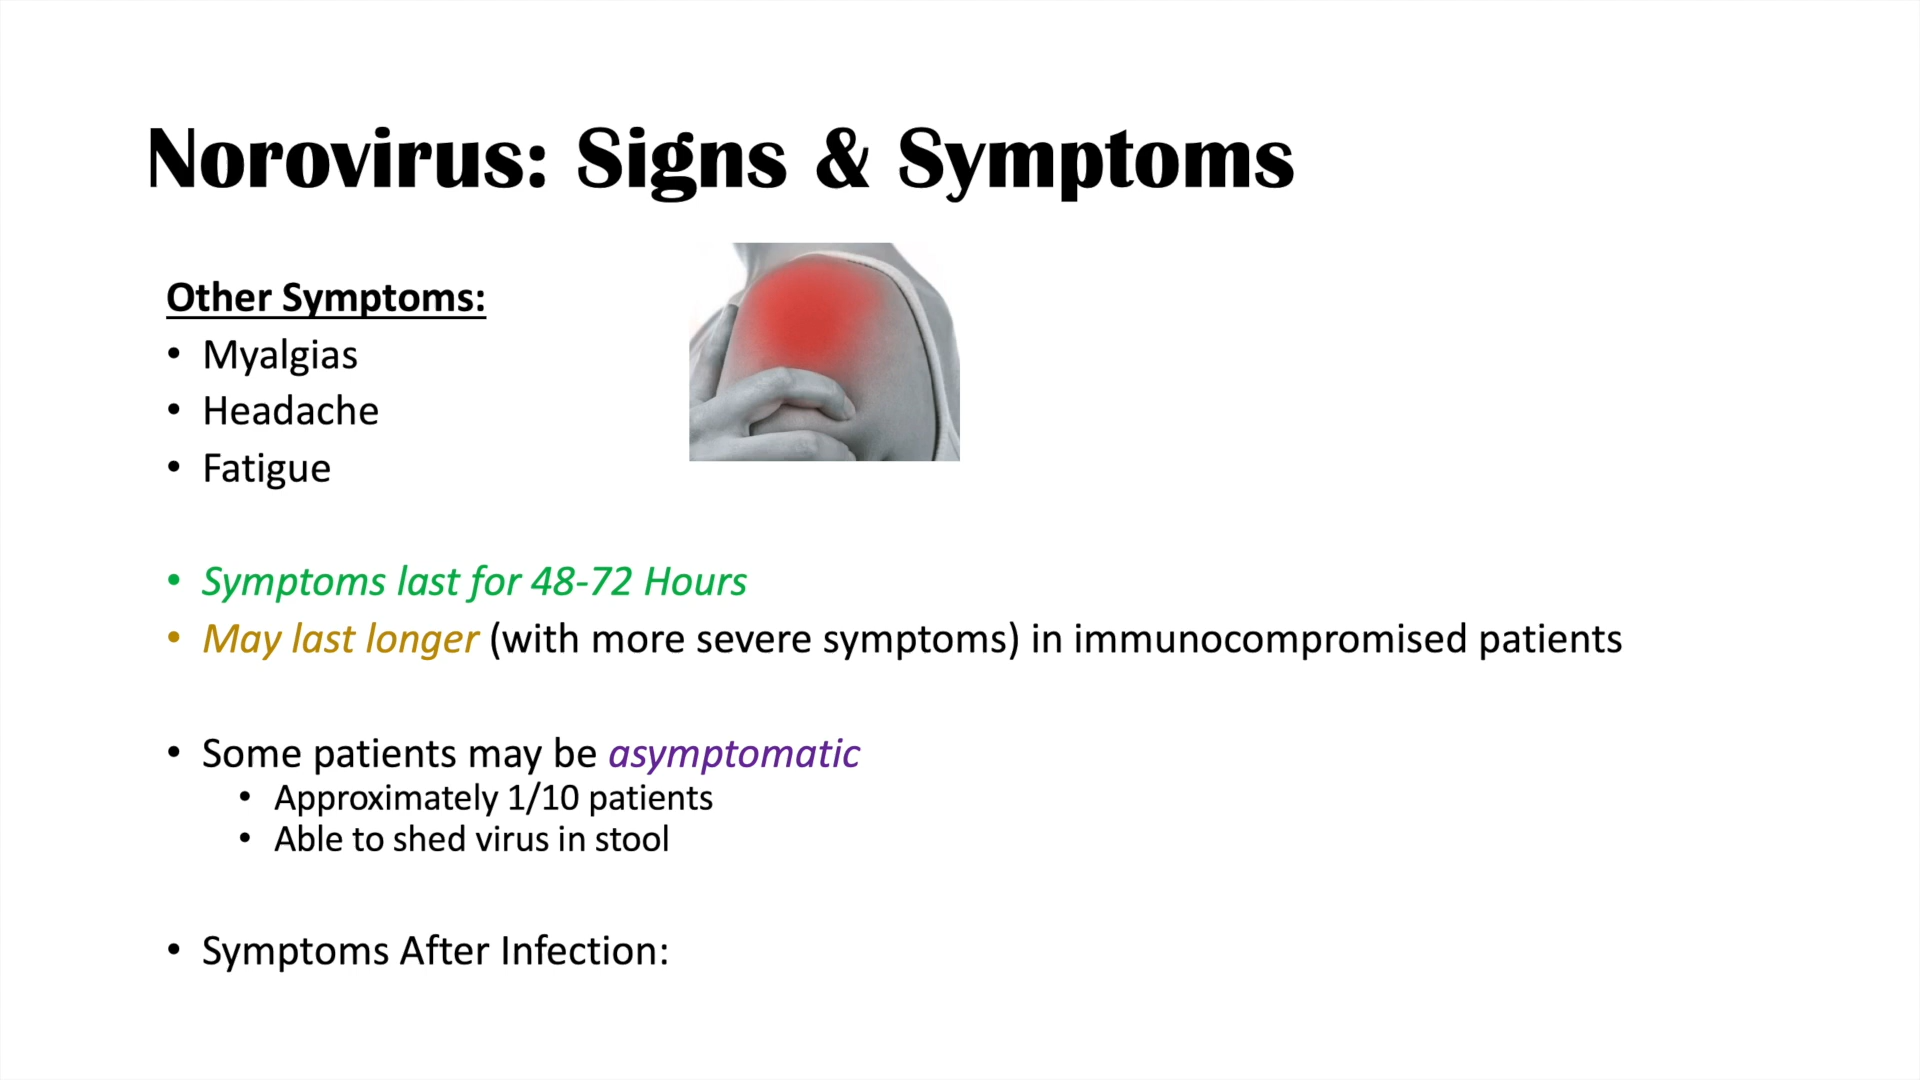 Norovirus: Signs & Symptoms
Other Symptoms:
• Myalgias
• Headache
• Fatigue
• Symptoms last for 48-72 Hours
• May last longer (with more severe symptoms) in immunocompromised patients
• Some patients may be asymptomatic
• Approximately 1/10 patients
• Able to shed virus in stool
• Symptoms After Infection: